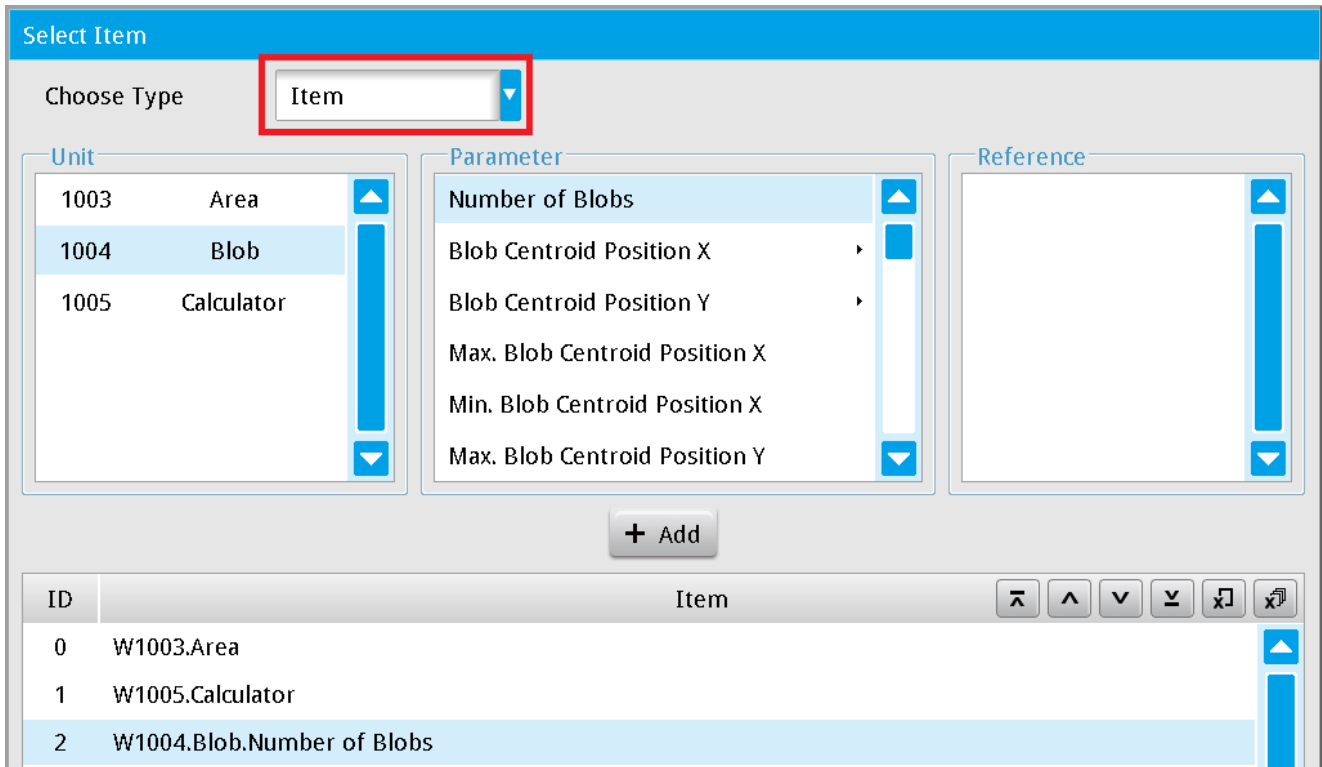 Select Item
Choose Type Item
Unit Parameter Reference
1003 Area Number of Blobs
1004 Blob Blob Centroid Position X
1005 Calculator Blob Centroid Position Y
Max. Blob Centroid Position X
Min. Blob Centroid Position X
Max. Blob Centroid Position Y
+ Add
ID Item
0 W1003.Area
1 W1005.Calculator
2 W1004.Blob.Number of Blobs